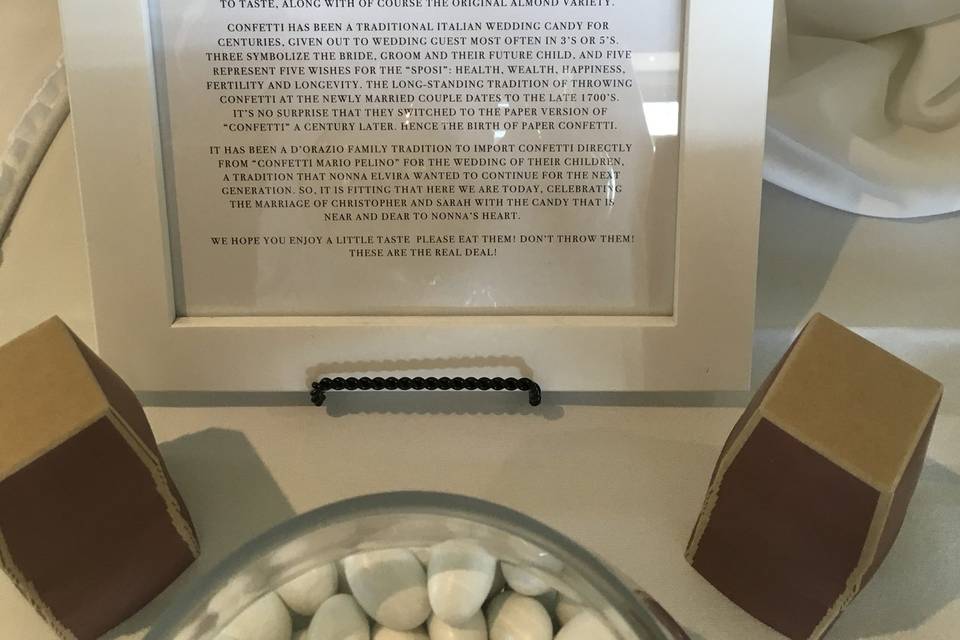 TO TASTE, ALONG WITH OF COURSE THE ORIGINAL ALMOND VARIETY.
CONFETTI HAS BEEN A TRADITIONAL ITALIAN WEDDING CANDY FOR
CENTURIES, GIVEN OUT TO WEDDING GUEST MOST OFTEN IN 3'S OR 5'S.
THREE SYMBOLIZE THE BRIDE, GROOM AND THEIR FUTURE CHILD, AND FIVE
REPRESENT FIVE WISHES FOR THE "SPOSI": HEALTH, WEALTH, HAPPINESS,
FERTILITY AND LONGEVITY. THE LONG-STANDING TRADITION OF THROWING
CONFETTI AT THE NEWLY MARRIED COUPLE DATES TO THE LATE 1700'S.
IT'S NO SURPRISE THAT THEY SWITCHED TO THE PAPER VERSION OF
"CONFETTI" A CENTURY LATER. HENCE THE BIRTH OF PAPER CONFETTI.
IT HAS BEEN A D'ORAZIO FAMILY TRADITION TO IMPORT CONFETTI DIRECTLY
FROM "CONFETTI MARIO PELINO" FOR THE WEDDING OF THEIR CHILDREN,
A TRADITION THAT NONNA ELVIRA WANTED TO CONTINUE FOR THE NEXT
GENERATION. SO, IT IS FITTING THAT HERE WE ARE TODAY, CELEBRATING
THE MARRIAGE OF CHRISTOPHER AND SARAH WITH THE CANDY THAT IS
NEAR AND DEAR TO NONNA'S HEART.
WE HOPE YOU ENJOY A LITTLE TASTE PLEASE EAT THEM! DON'T THROW THEM!
THESE ARE THE REAL DEAL!